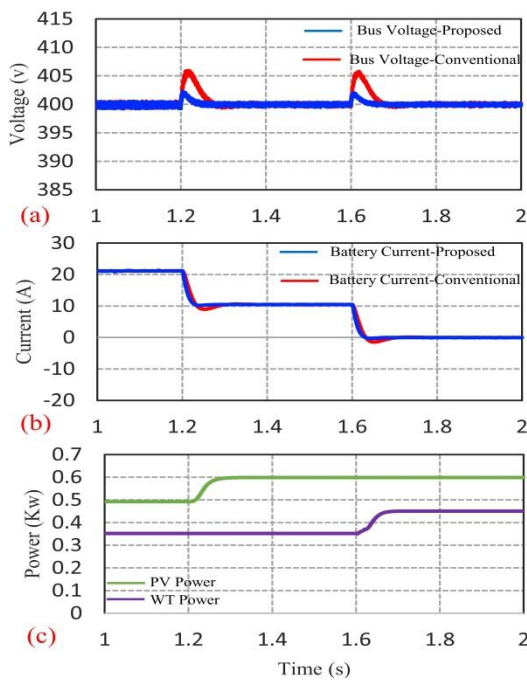 415
410
405
400
395
390
385
Voltage (v)
Bus Voltage-Proposed
Bus Voltage-Conventional
(a)
1 1.2 1.4 1.6 1.8 2
30
20
10
0
-10
-20
Current (A)
Battery Current-Proposed
Battery Current-Conventional
(b)
1 1.2 1.4 1.6 1.8 2
0.7
0.6
0.5
0.4
0.3
0.2
0.1
0
Power (Kw)
PV Power
WT Power
(c)
1 1.2 1.4 1.6 1.8 2
Time (s)